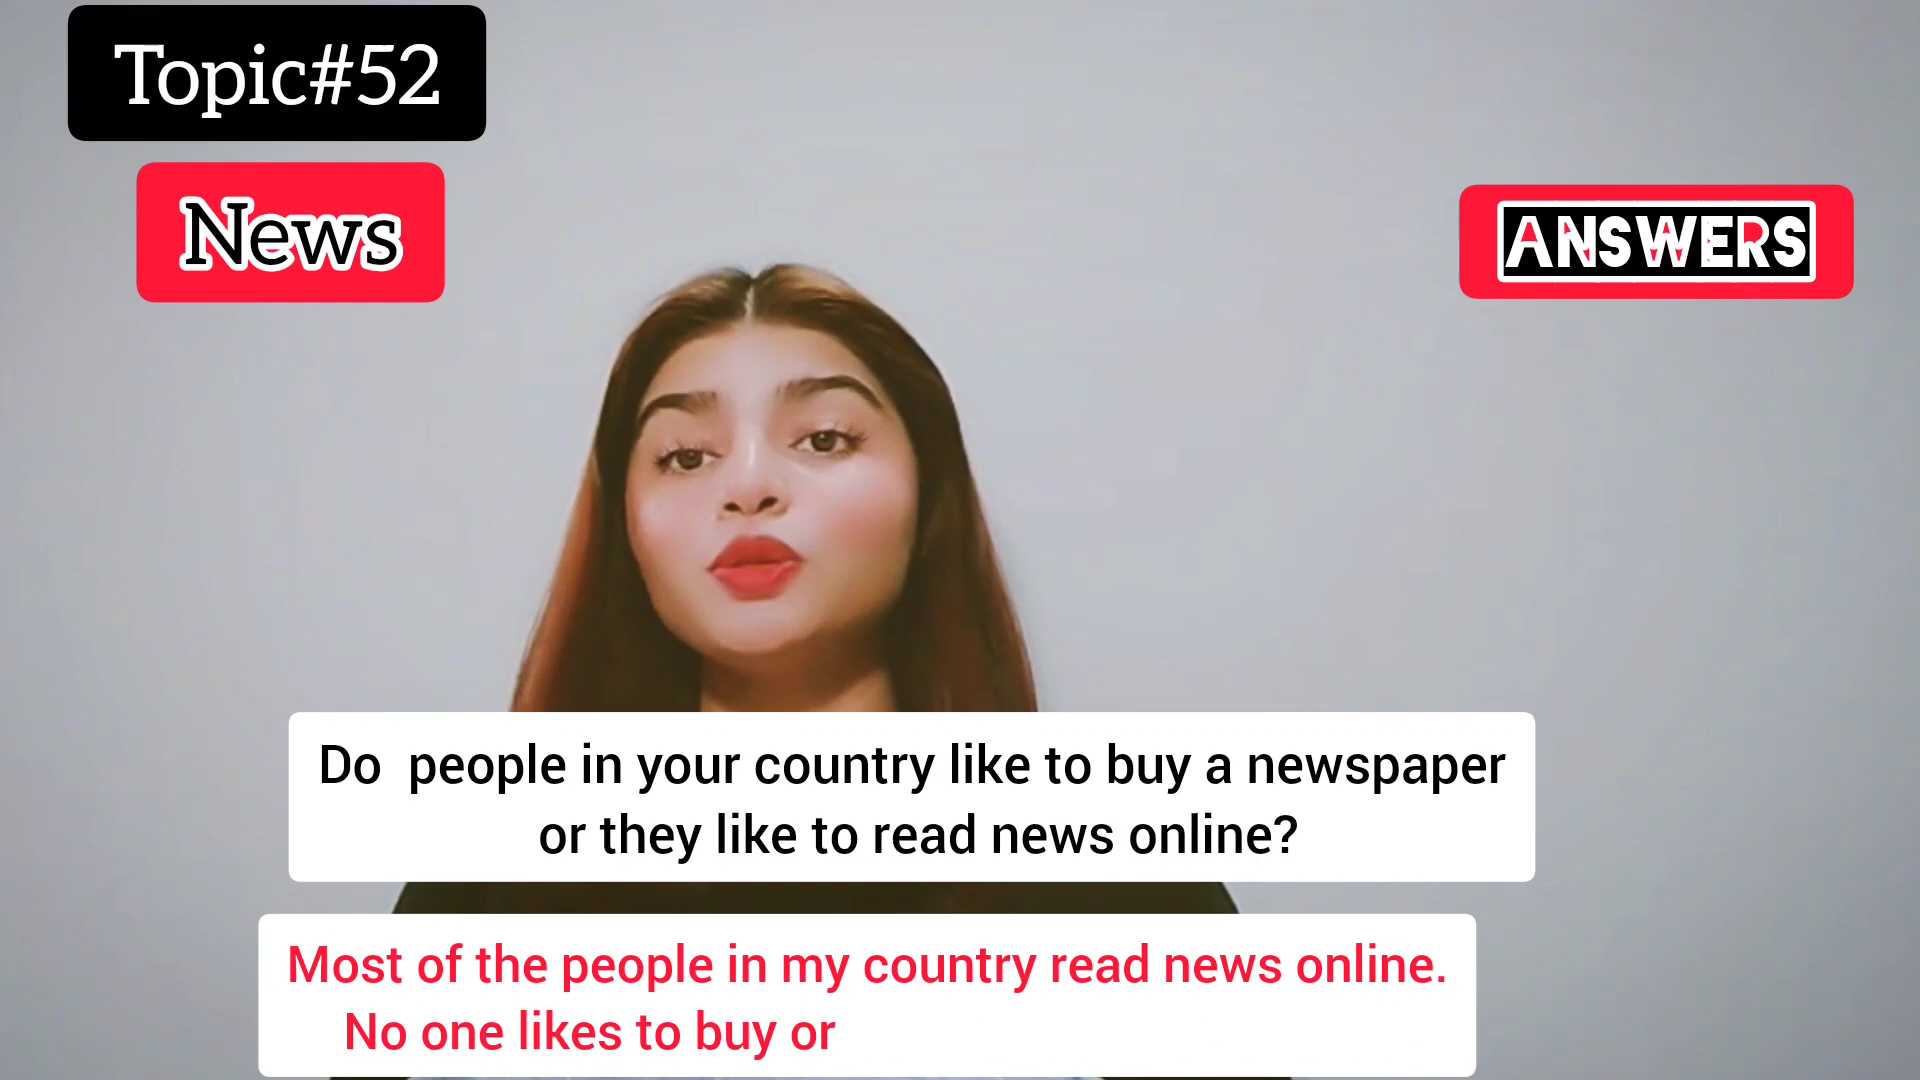 Topic#52
News
ANSWERS
Do people in your country like to buy a newspaper
or they like to read news online?
Most of the people in my country read news online.
No one likes to buy or